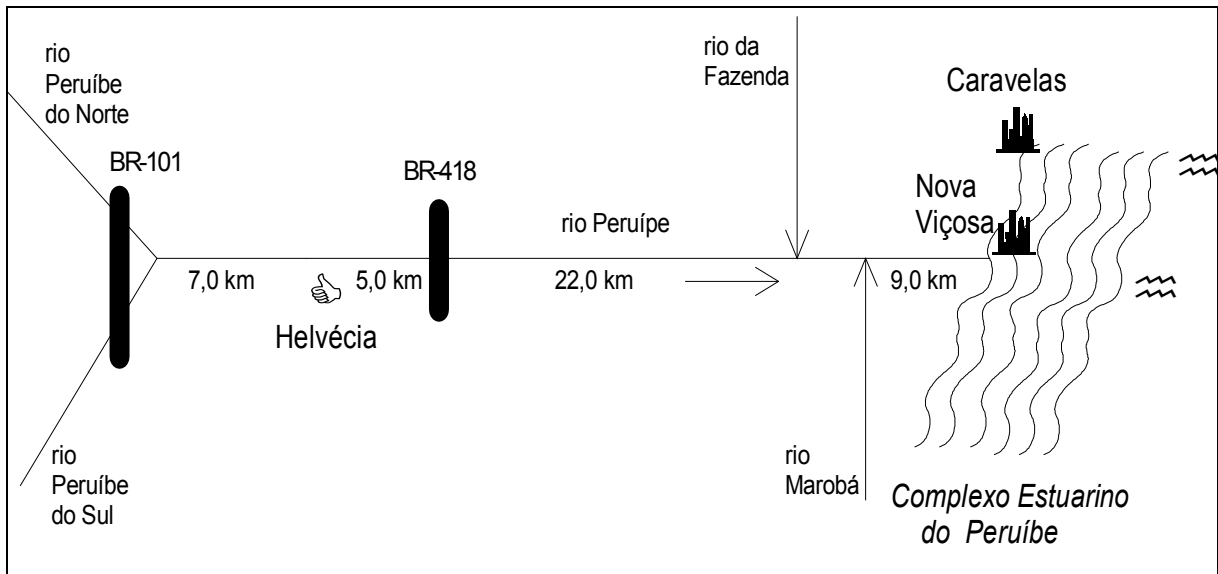 rio
Peruíbe
do Norte
BR-101
BR-418
rio da
Fazenda
Caravelas
Nova
Viçosa
rio Peruípe
7,0 km
5,0 km
22,0 km
9,0 km
Helvécia
rio
Peruíbe
do Sul
rio
Marobá
Complexo Estuarino
do Peruíbe